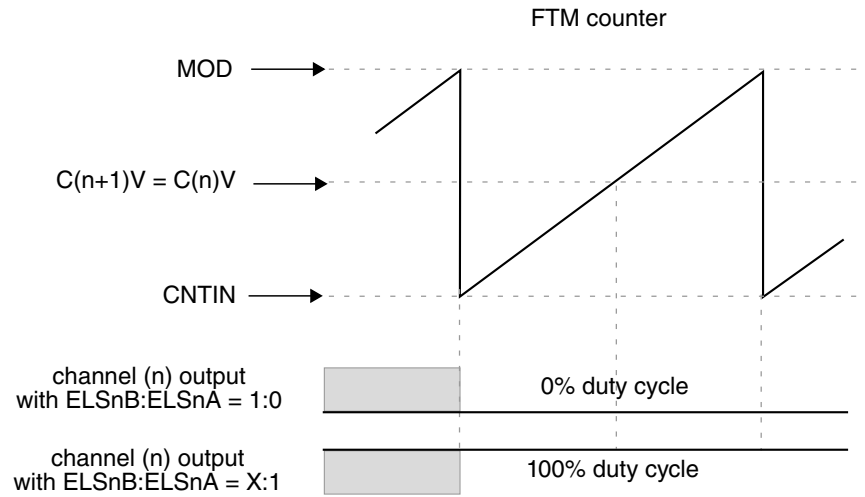 FTM counter
MOD
C(n+1)V = C(n)V
CNTIN
channel (n) output
with ELSnB:ELSnA = 1:0
0% duty cycle
channel (n) output
with ELSnB:ELSnA = X:1
100% duty cycle